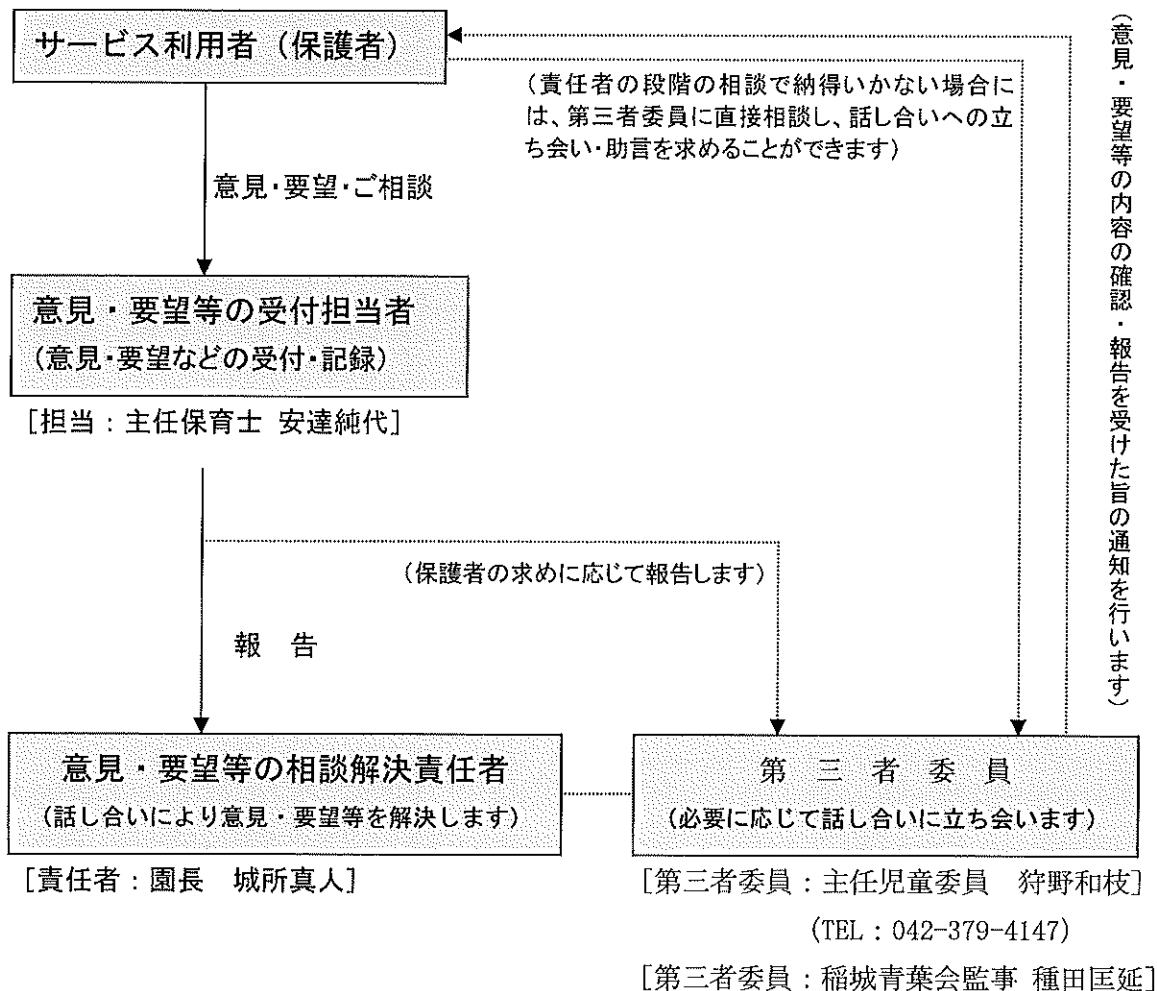 サービス利用者（保護者）
（責任者の段階の相談で納得いかない場合に
は、第三者委員に直接相談し、話し合いへの立
ち会い・助言を求めることができます）
（意見・要望等の内容の確認・報告を受けた旨の通知を行います）
意見・要望・ご相談
意見・要望等の受付担当者
（意見・要望などの受付・記録）
［担当：主任保育士 安達純代］
（保護者の求めに応じて報告します）
報 告
意見・要望等の相談解決責任者
（話し合いにより意見・要望等を解決します）
［責任者：園長 城所真人］
第 三 者 委 員
（必要に応じて話し合いに立ち会います）
［第三者委員：主任児童委員 狩野和枝］
（TEL：042-379-4147）
［第三者委員：稲城青葉会監事 種田匡延］